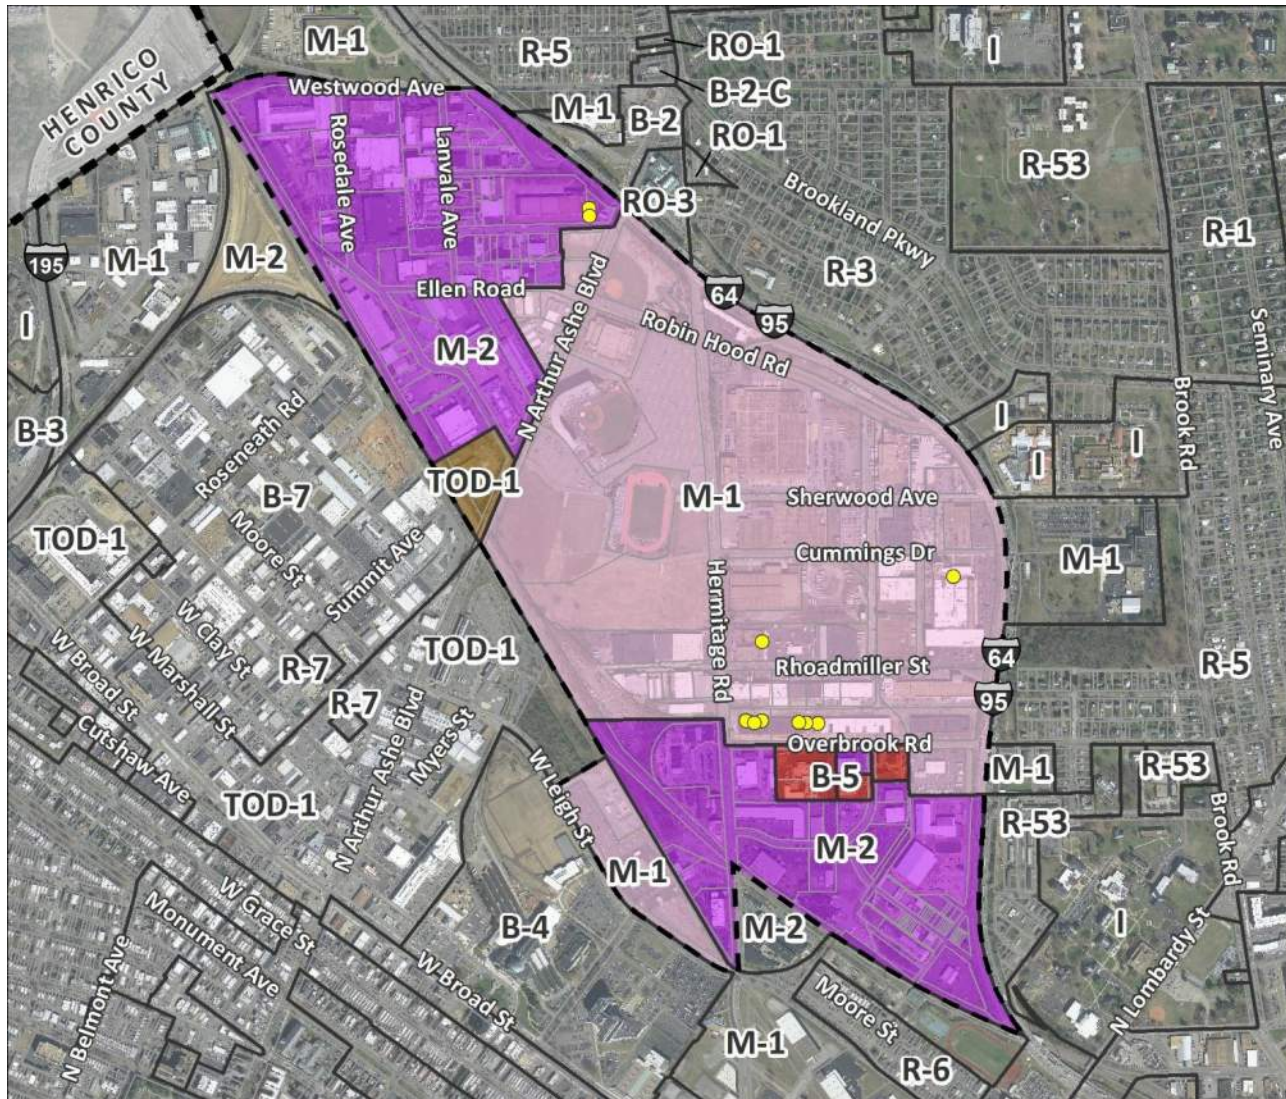 M-1
R-5
RO-1
I
B-2-C
Westwood Ave
HENRICO
COUNTY
M-1
B-2
RO-1
R-53
Rosedale Ave
Lanvale Ave
RO-3
Brookland Pkwy
R-1
195
M-1
M-2
R-3
I
Ellen Road
N Arthur Ashe Blvd
64
95
Robin Hood Rd
Seminary Ave
M-2
B-3
Roseneath Rd
I
Brook Rd
I
I
TOD-1
B-7
M-1
Sherwood Ave
TOD-1
Moore St
Summit Ave
Cummings Dr
M-1
W Clay St
Hermitage Rd
W Broad St
W Marshall St
R-7
TOD-1
Rhoadmiller St
64
R-5
95
R-7
Cutshaw Ave
N Arthur Ashe Blvd
Myers St
Overbrook Rd
B-5
M-1
R-53
TOD-1
W Leigh St
R-53
Brook Rd
M-2
M-1
W Grace St
Monument Ave
B-4
M-2
I
N Belmont Ave
W Broad St
Moore St
N Lombardy St
M-1
R-6